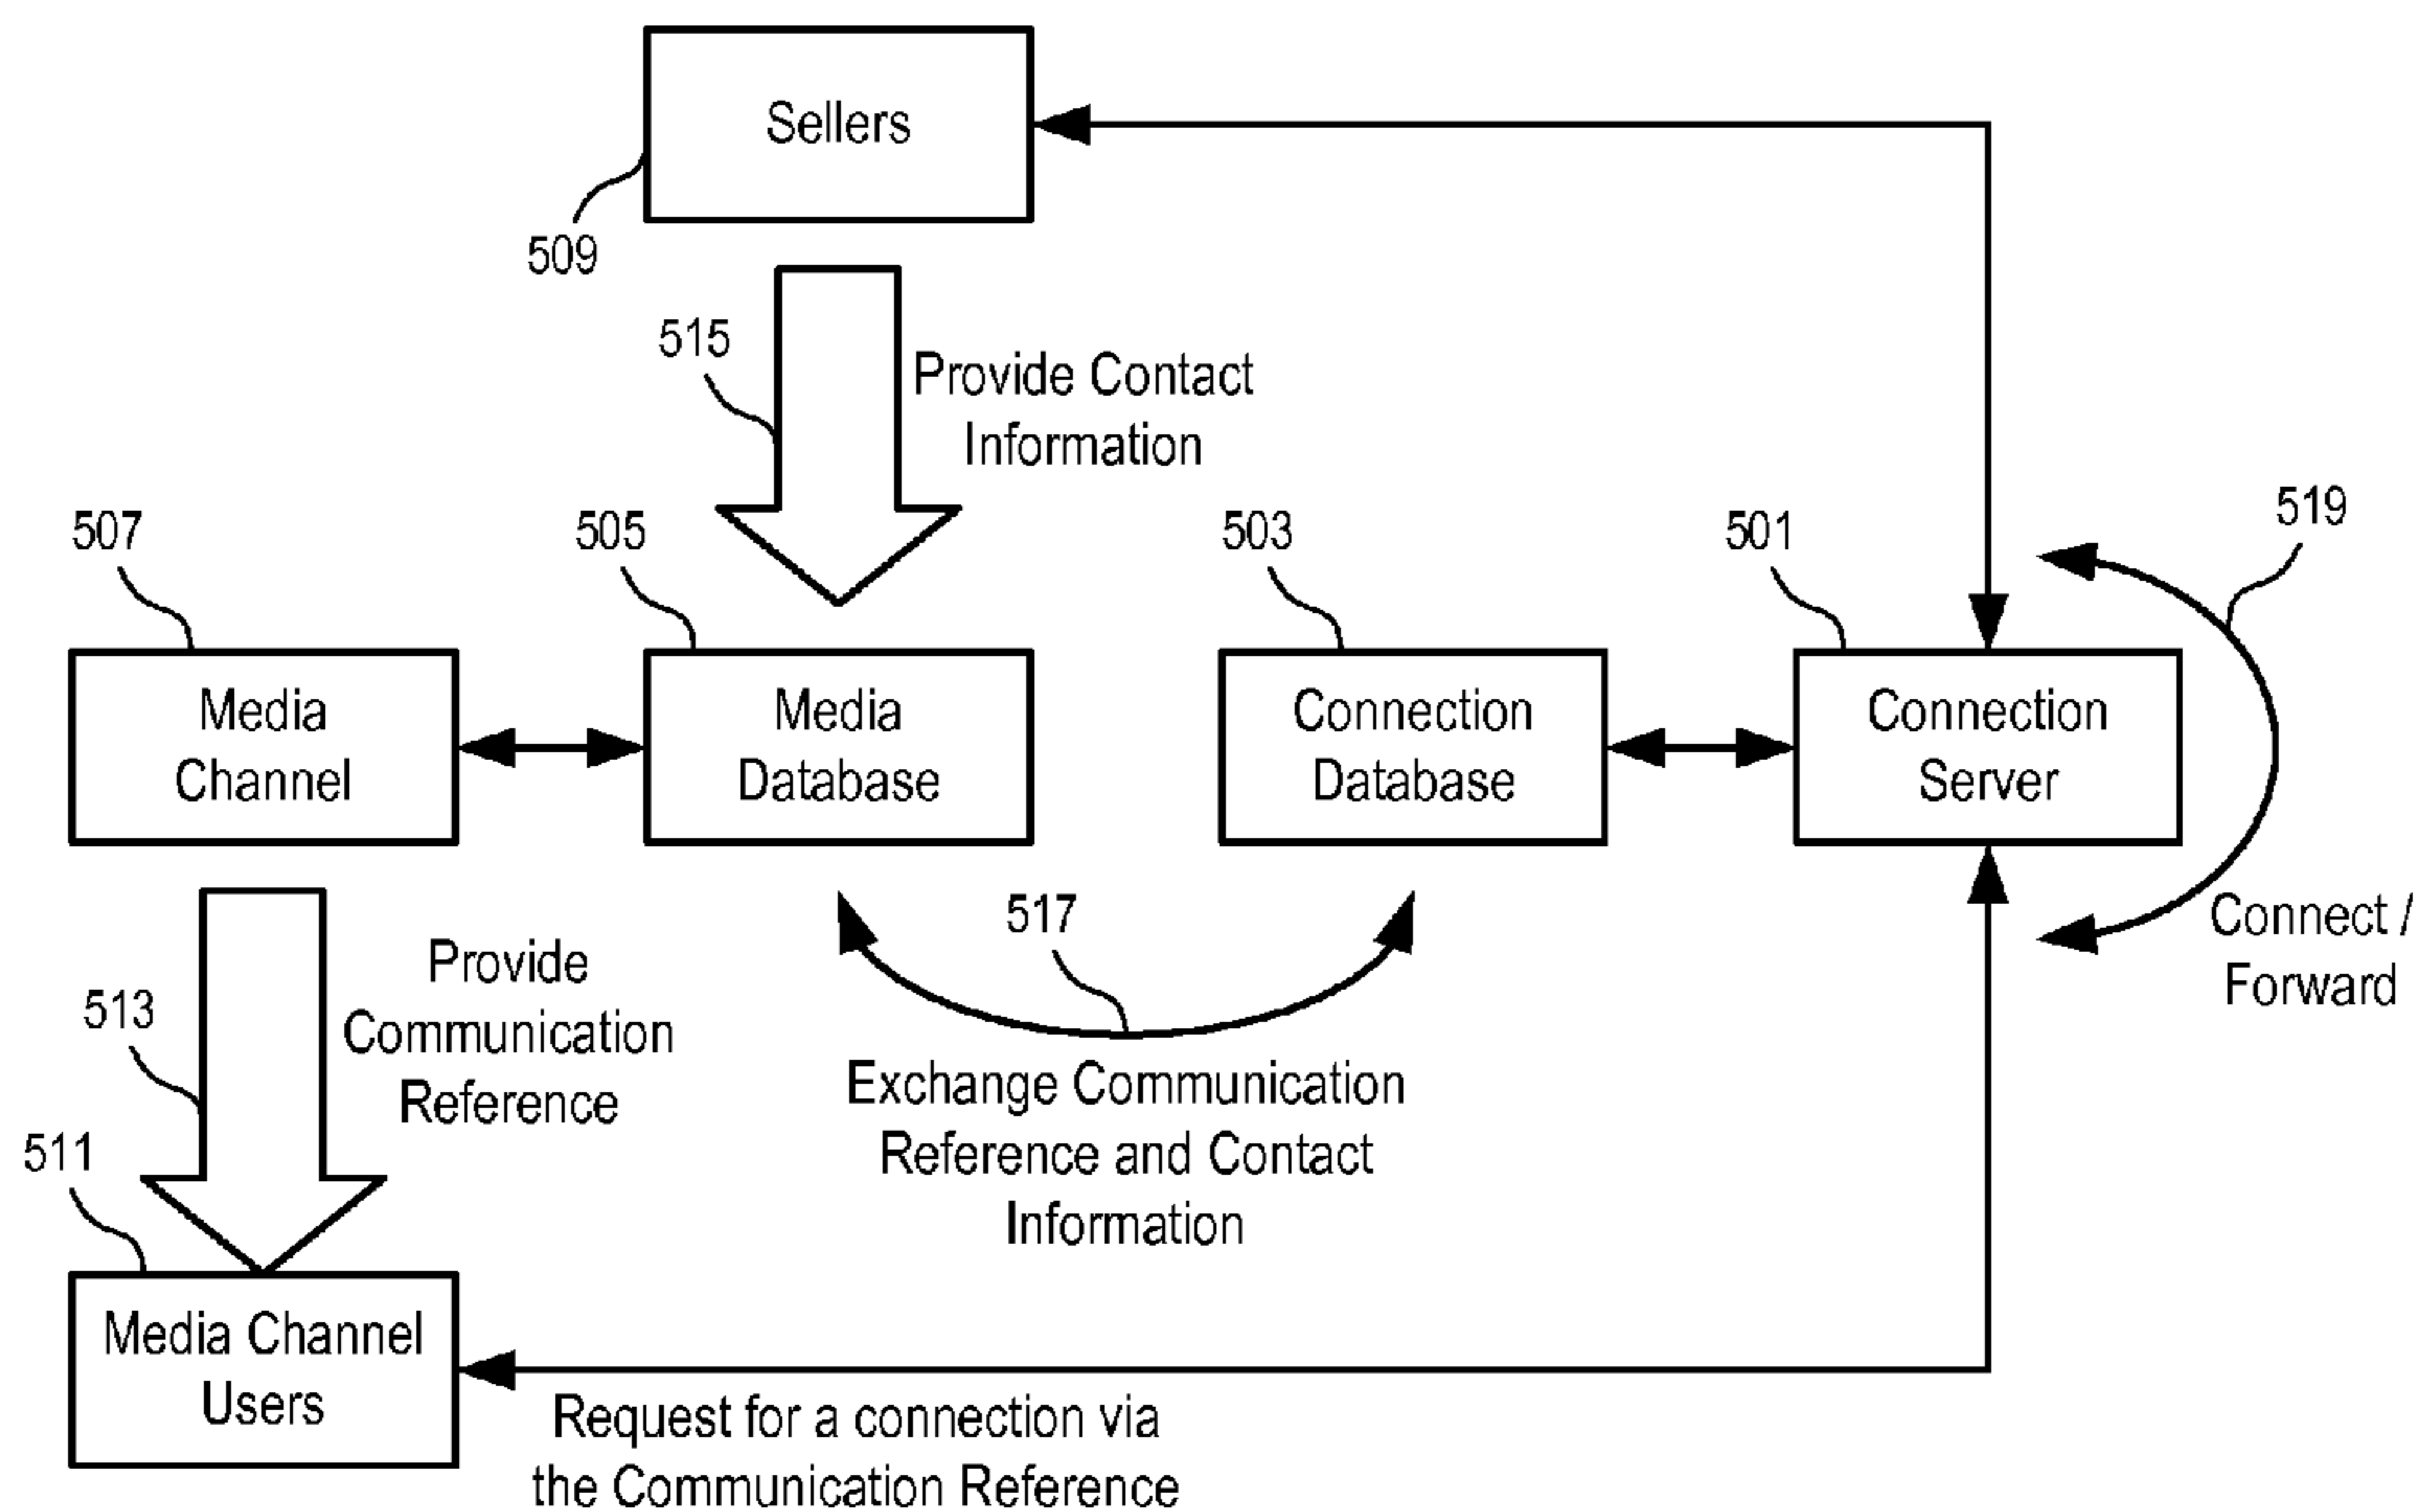 Sellers
509
515
Provide Contact
Information
507
505
503
501
519
Media
Channel
Media
Database
Connection
Database
Connection
Server
517
Connect /
Forward
Provide
Communication
Reference
513
Exchange Communication
Reference and Contact
Information
511
Media Channel
Users
Request for a connection via
the Communication Reference